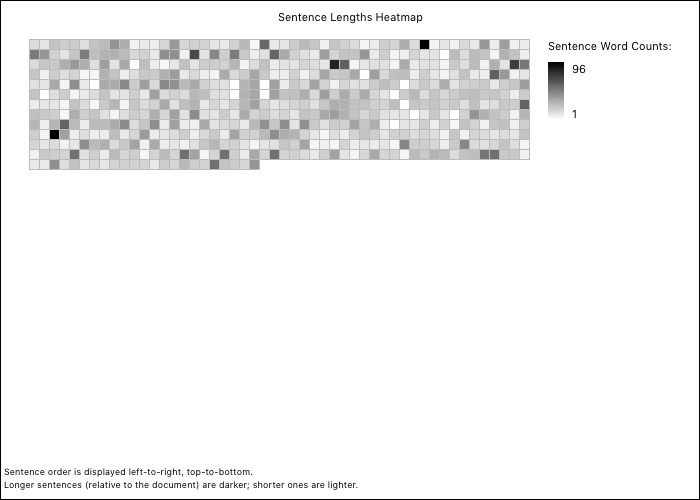 Sentence Lengths Heatmap
Sentence Word Counts:
96
1
Sentence order is displayed left-to-right, top-to-bottom.
Longer sentences (relative to the document) are darker; shorter ones are lighter.